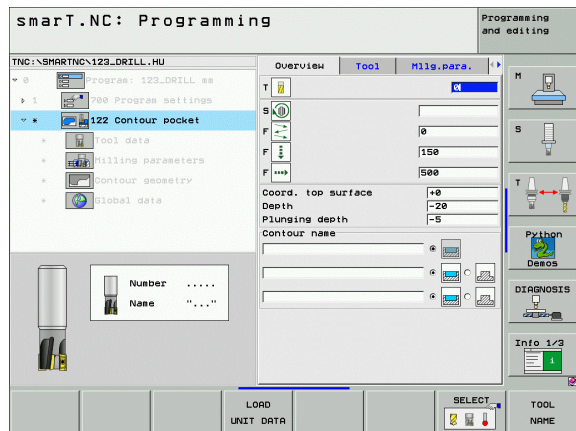 smarT.NC: Programming
Programming
and editing
TNC:\SMARTNC\123_DRILL.HU
0 Program: 123_DRILL mm
1 700 Program settings
* 122 Contour pocket
* Tool data
* Milling parameters
* Contour geometry
* Global data
Overview Tool Mllg.para.
T 0
S
F 0
F 150
F 500
Coord. top surface +0
Depth -20
Plunging depth -5
Contour name
Number .....
Name "..."
M
S
T
Python
Demos
DIAGNOSIS
Info 1/3
i
LOAD
UNIT DATA
SELECT
TOOL
NAME